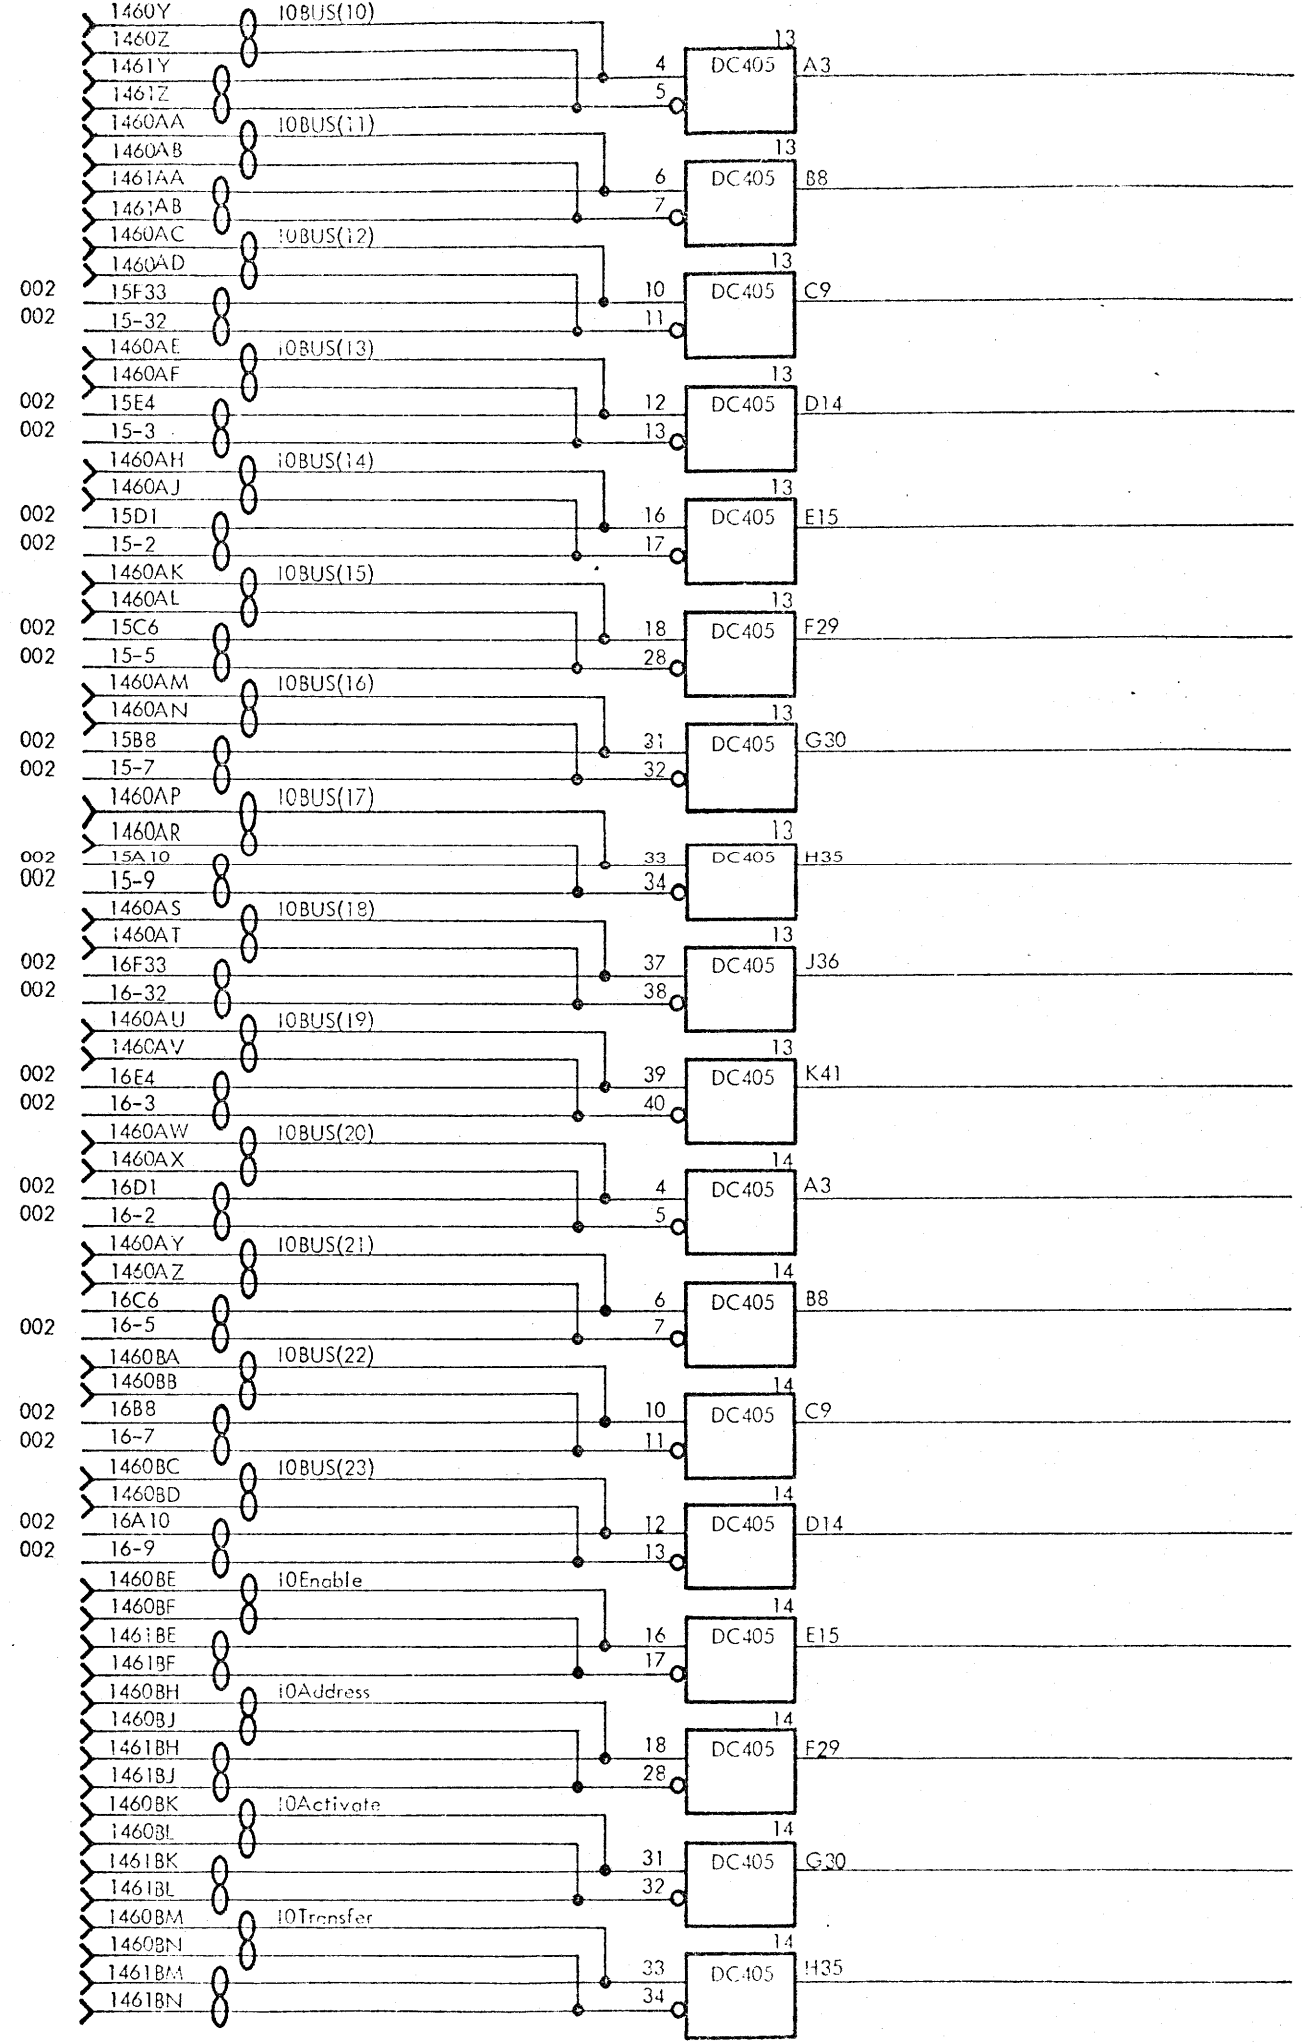 1460Y IOBUS(10)
1460Z 13
1461Y 4 DC405 A3
1461Z 5
1460AA IOBUS(11)
1460AB 13
1461AA 6 DC405 B8
1461AB 7
1460AC IOBUS(12)
1460AD 13
002 15F33 10 DC405 C9
002 15-32 11
1460AE IOBUS(13)
1460AF 13
002 15E4 12 DC405 D14
002 15-3 13
1460AH IOBUS(14)
1460AJ 13
002 15D1 16 DC405 E15
002 15-2 17
1460AK IOBUS(15)
1460AL 13
002 15C6 18 DC405 F29
002 15-5 28
1460AM IOBUS(16)
1460AN 13
002 15B8 31 DC405 G30
002 15-7 32
1460AP IOBUS(17)
1460AR 13
002 15A10 33 DC405 H35
002 15-9 34
1460AS IOBUS(18)
1460AT 13
002 16F33 37 DC405 J36
002 16-32 38
1460AU IOBUS(19)
1460AV 13
002 16E4 39 DC405 K41
002 16-3 40
1460AW IOBUS(20)
1460AX 14
002 16D1 4 DC405 A3
002 16-2 5
1460AY IOBUS(21)
1460AZ 14
16C6 6 DC405 B8
002 16-5 7
1460BA IOBUS(22)
1460BB 14
002 16B8 10 DC405 C9
002 16-7 11
1460BC IOBUS(23)
1460BD 14
002 16A10 12 DC405 D14
002 16-9 13
1460BE IOEnable
1460BF 14
1461BE 16 DC405 E15
1461BF 17
1460BH IOAddress
1460BJ 14
1461BH 18 DC405 F29
1461BJ 28
1460BK IOActivate
1460BL 14
1461BK 31 DC405 G30
1461BL 32
1460BM IOTransfer
1460BN 14
1461BM 33 DC405 H35
1461BN 34